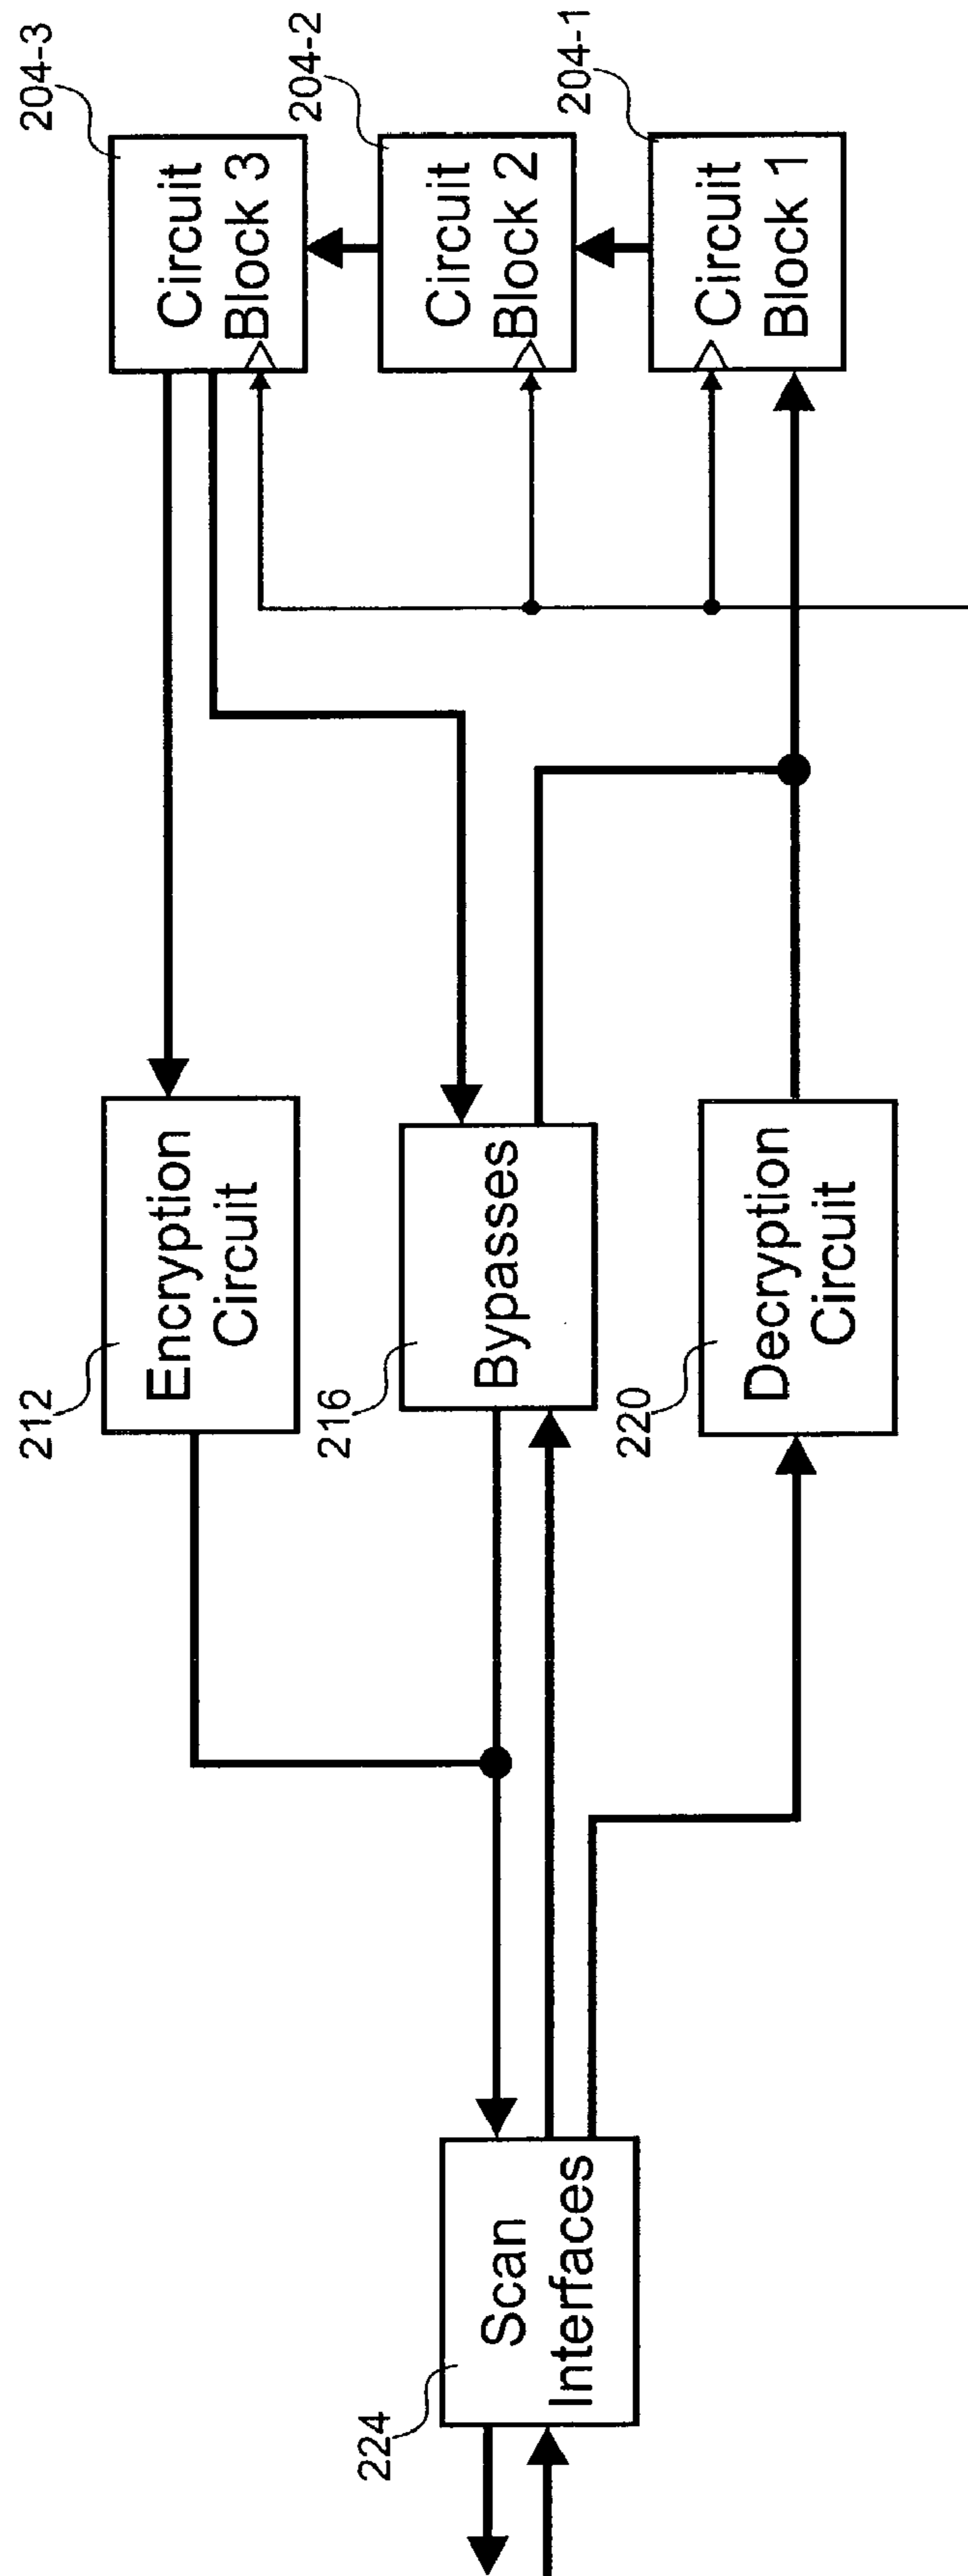 204-3
Circuit
Block 3
204-2
Circuit
Block 2
204-1
Circuit
Block 1
212
Encryption
Circuit
216
Bypasses
220
Decryption
Circuit
224
Scan
Interfaces